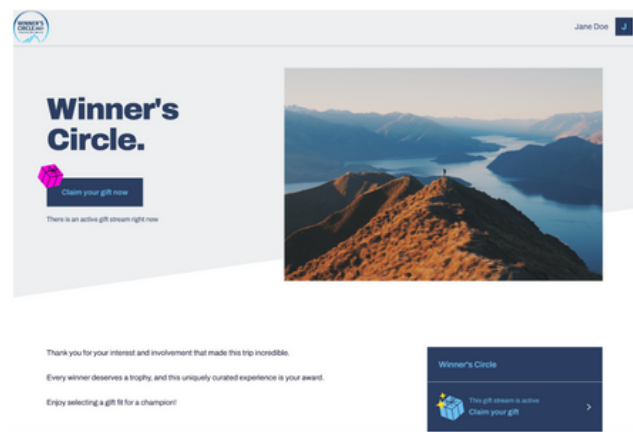 WINNER'S
CIRCLE
Jane Doe
J
Winner's
Circle.
Claim your gift now
There is an active gift stream right now
Thank you for your interest and involvement that made this trip incredible.
Every winner deserves a trophy, and this uniquely curated experience is your award.
Enjoy selecting a gift fit for a champion!
Winner's Circle
This gift stream is active
Claim your gift